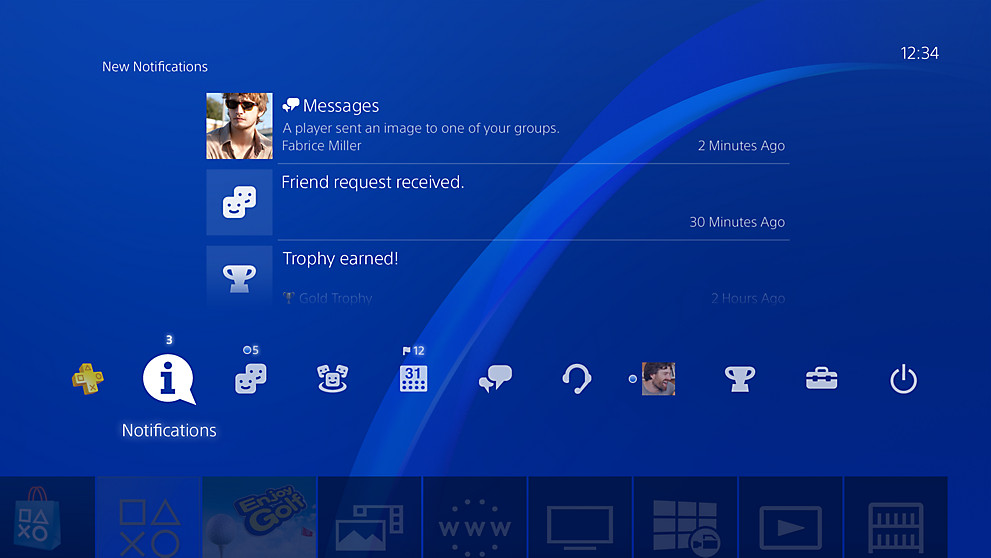 12:34
New Notifications
Messages
A player sent an image to one of your groups.
Fabrice Miller
2 Minutes Ago
Friend request received.
30 Minutes Ago
Trophy earned!
Gold Trophy
2 Hours Ago
3
5
12
31
Notifications
Enjoy
Golf
www